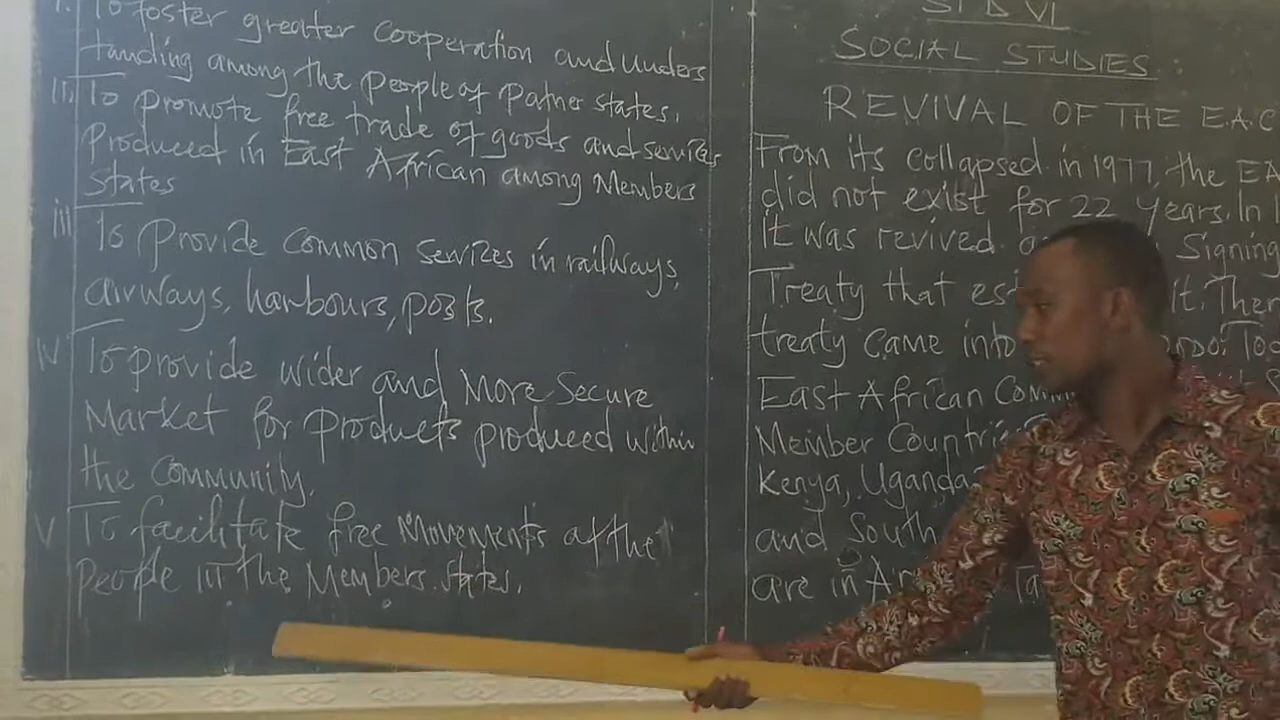 i. To foster greater cooperation and unders
tanding among the people of Patner states.
ii To promote free trade of goods and services
Produced in East African among Members
States
iii To Provide Common Services in railways,
airways, harbours, posts.
iv To provide wider and More Secure
Market for Products produced within
the Community.
v To facilitate free Movements of the
People in the Members States.
STD VI
SOCIAL STUDIES :
REVIVAL OF THE E.A.C
From its collapsed in 1977, the EA
did not exist for 22 years. In
It was revived Signing
Treaty that It. Ther
treaty came into
East African
Member
Kenya, Uganda
and South
are in